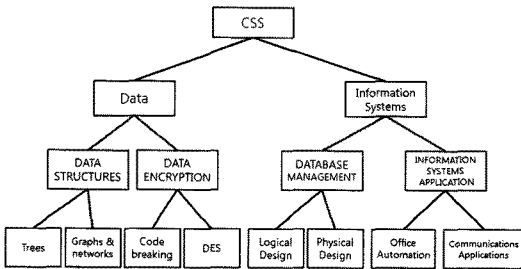 CSS
Data
Information
Systems
DATA
STRUCTURES
DATA
ENCRYPTION
DATABASE
MANAGEMENT
INFORMATION
SYSTEMS
APPLICATION
Trees
Graphs &
networks
Code
breaking
DES
Logical
Design
Physical
Design
Office
Automation
Communications
Applications